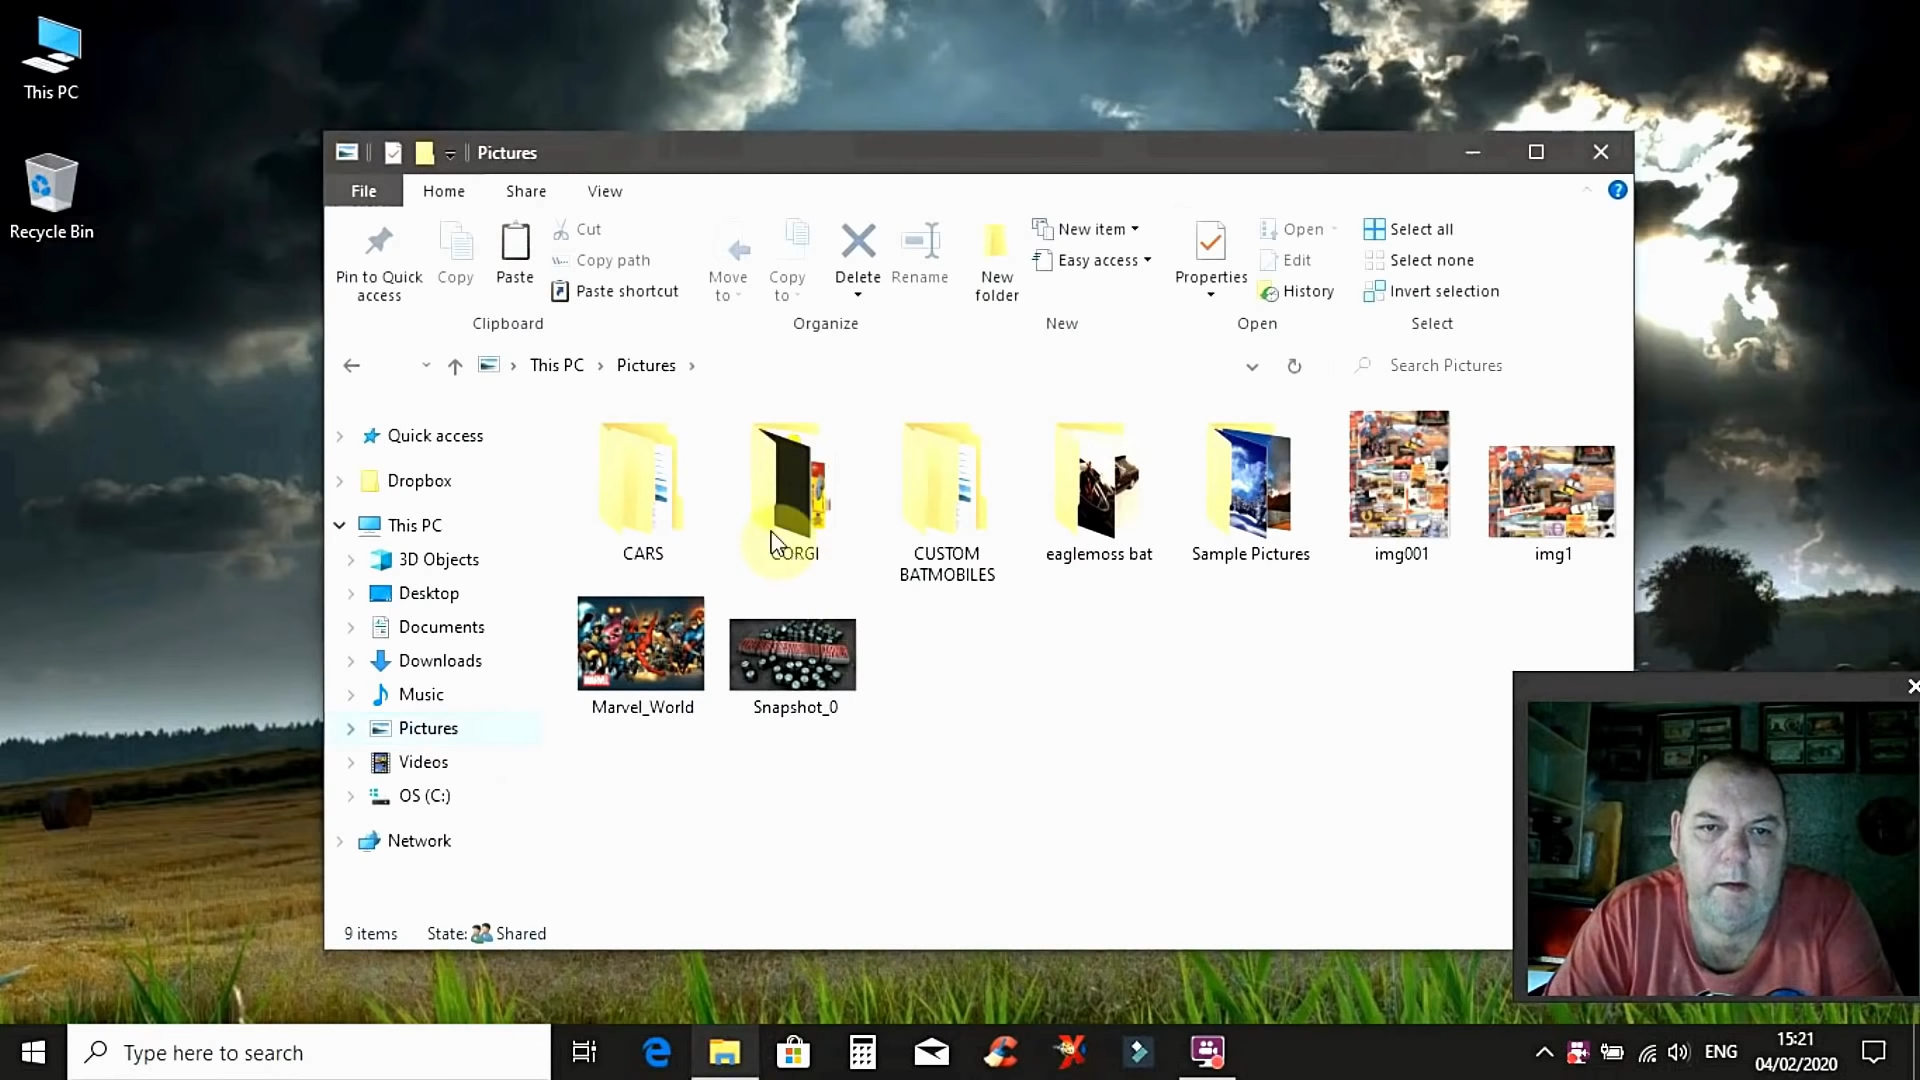 This PC
Recycle Bin
Pictures
File Home Share View
Pin to Quick access
Copy
Paste
Cut
Copy path
Paste shortcut
Clipboard
Move to
Copy to
Delete
Rename
Organize
New folder
New item
Easy access
New
Properties
Open
Edit
History
Open
Select all
Select none
Invert selection
Select
This PC Pictures
Search Pictures
Quick access
Dropbox
This PC
3D Objects
Desktop
Documents
Downloads
Music
Pictures
Videos
OS (C:)
Network
CARS
CORGI
CUSTOM
BATMOBILES
eaglemoss bat
Sample Pictures
img001
img1
Marvel_World
Snapshot_0
MARVEL
9 items State: Shared
Type here to search
ENG
15:21
04/02/2020